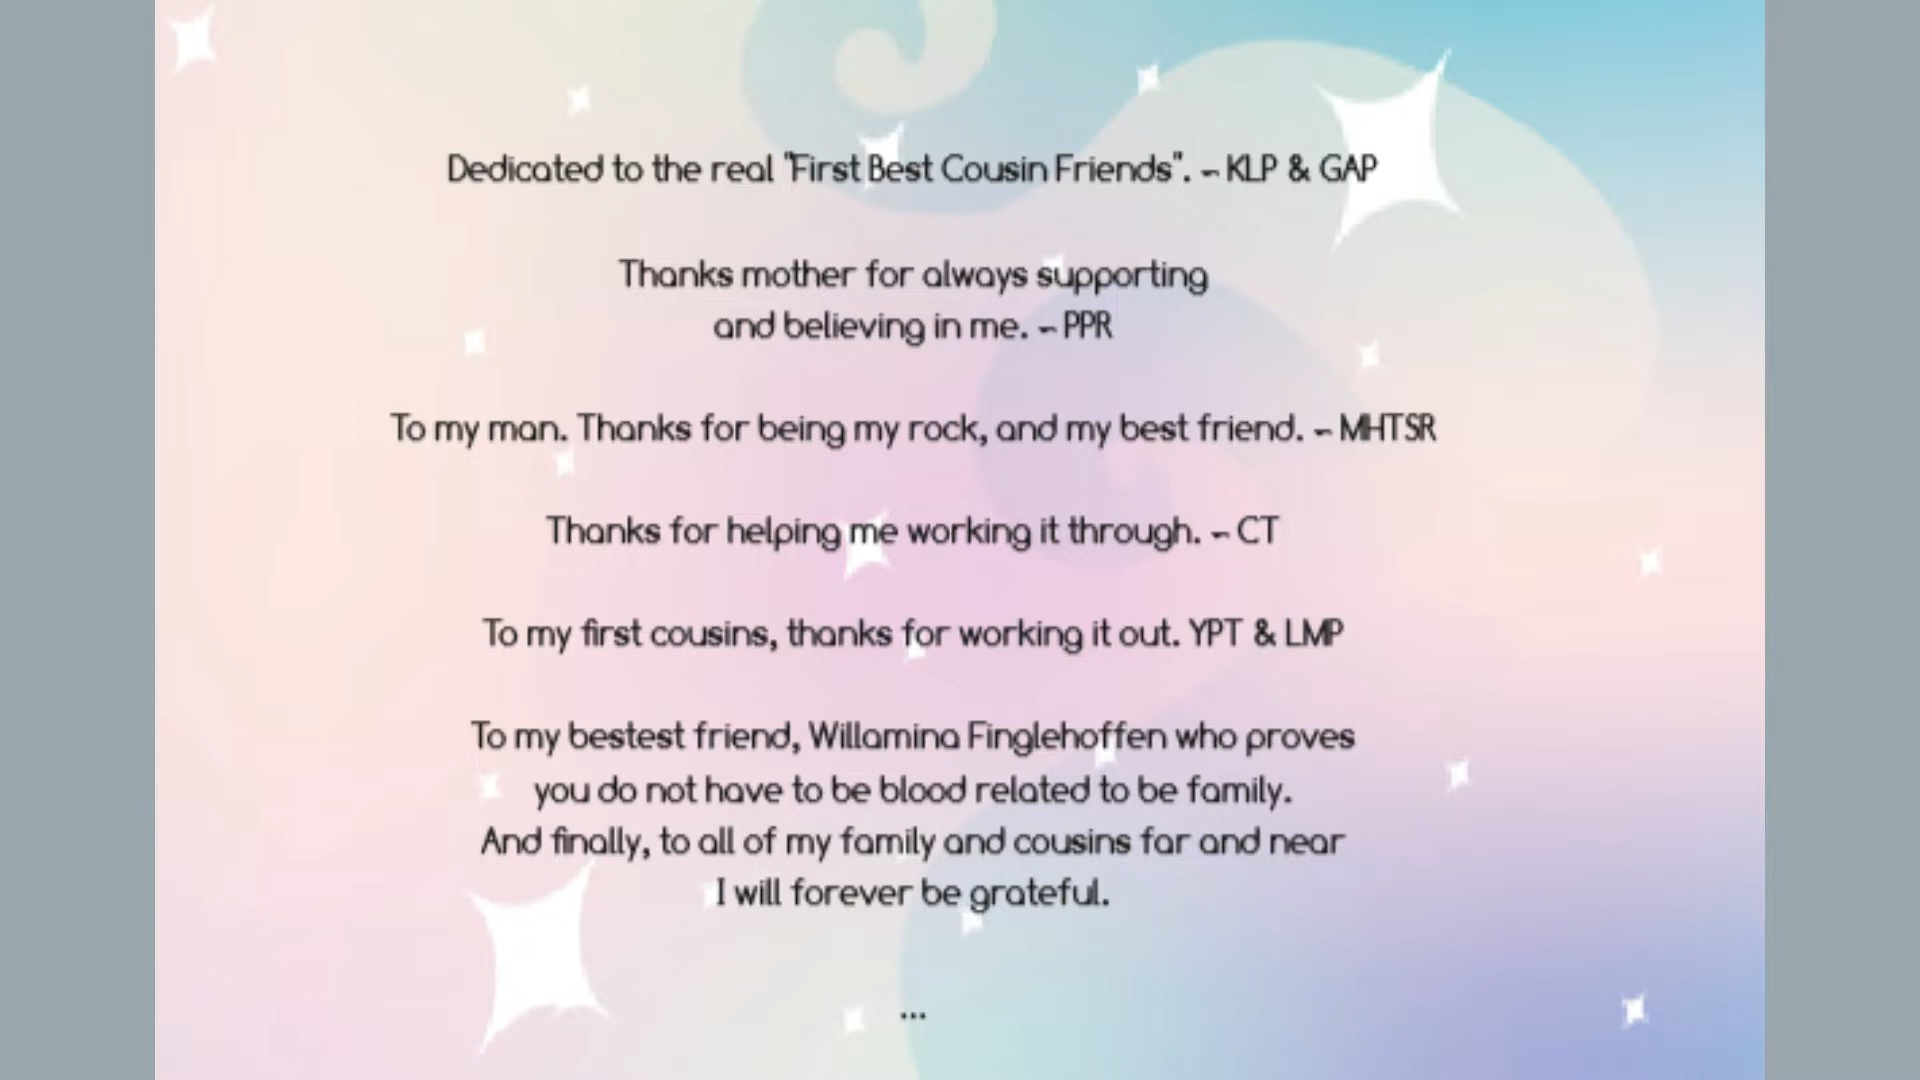 Dedicated to the real "First Best Cousin Friends". ~ KLP & GAP
Thanks mother for always supporting
and believing in me. ~ PPR
To my man. Thanks for being my rock, and my best friend. ~ MHTSR
Thanks for helping me working it through. ~ CT
To my first cousins, thanks for working it out. YPT & LMP
To my bestest friend, Willamina Finglehoffen who proves
you do not have to be blood related to be family.
And finally, to all of my family and cousins far and near
I will forever be grateful.
...